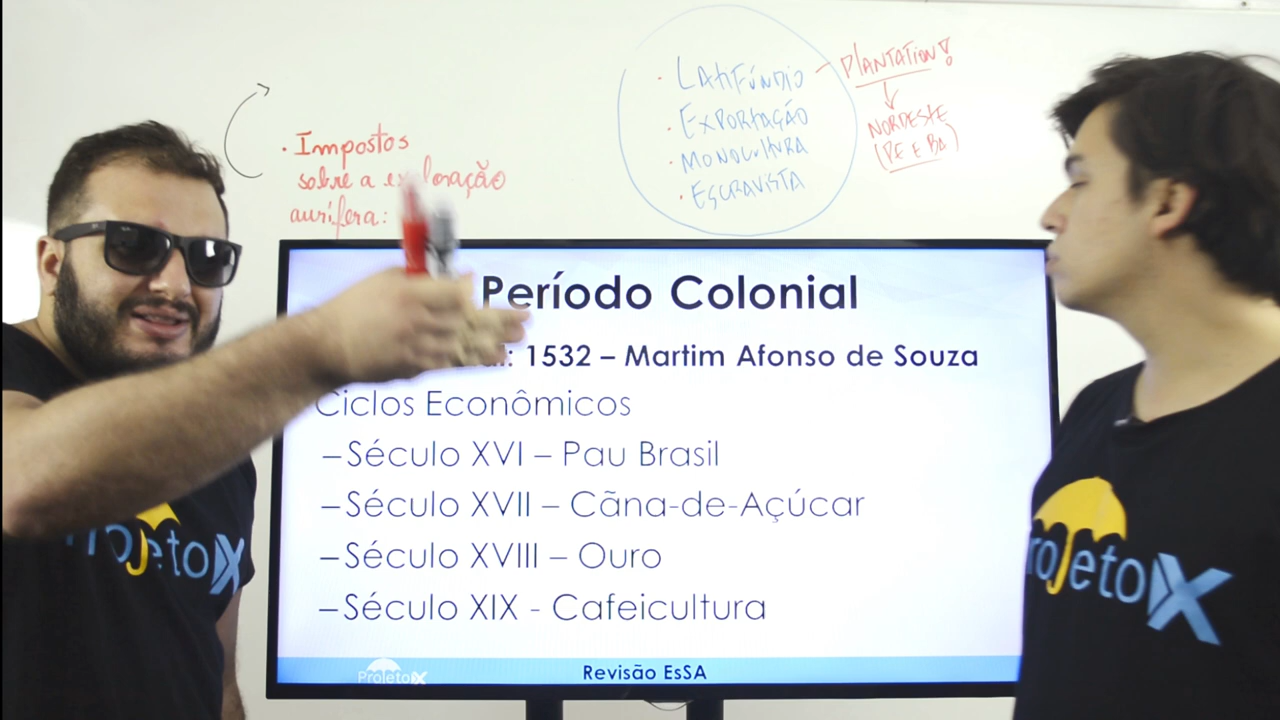 • LAtiFúNDiO – PLANTATiON!
• EXPORtAÇÃO
• MONOCULtURA
• ESCRAVISTA
NORDESTE
(PE E BA)
• Impostos
sobre a exploração
aurífera:
Período Colonial
: 1532 – Martim Afonso de Souza
Ciclos Econômicos
–Século XVI – Pau Brasil
–Século XVII – Cãna-de-Açúcar
–Século XVIII – Ouro
–Século XIX - Cafeicultura
ProjetoX
Revisão EsSA
ProjetoX
ProjetoX
Ray-Ban